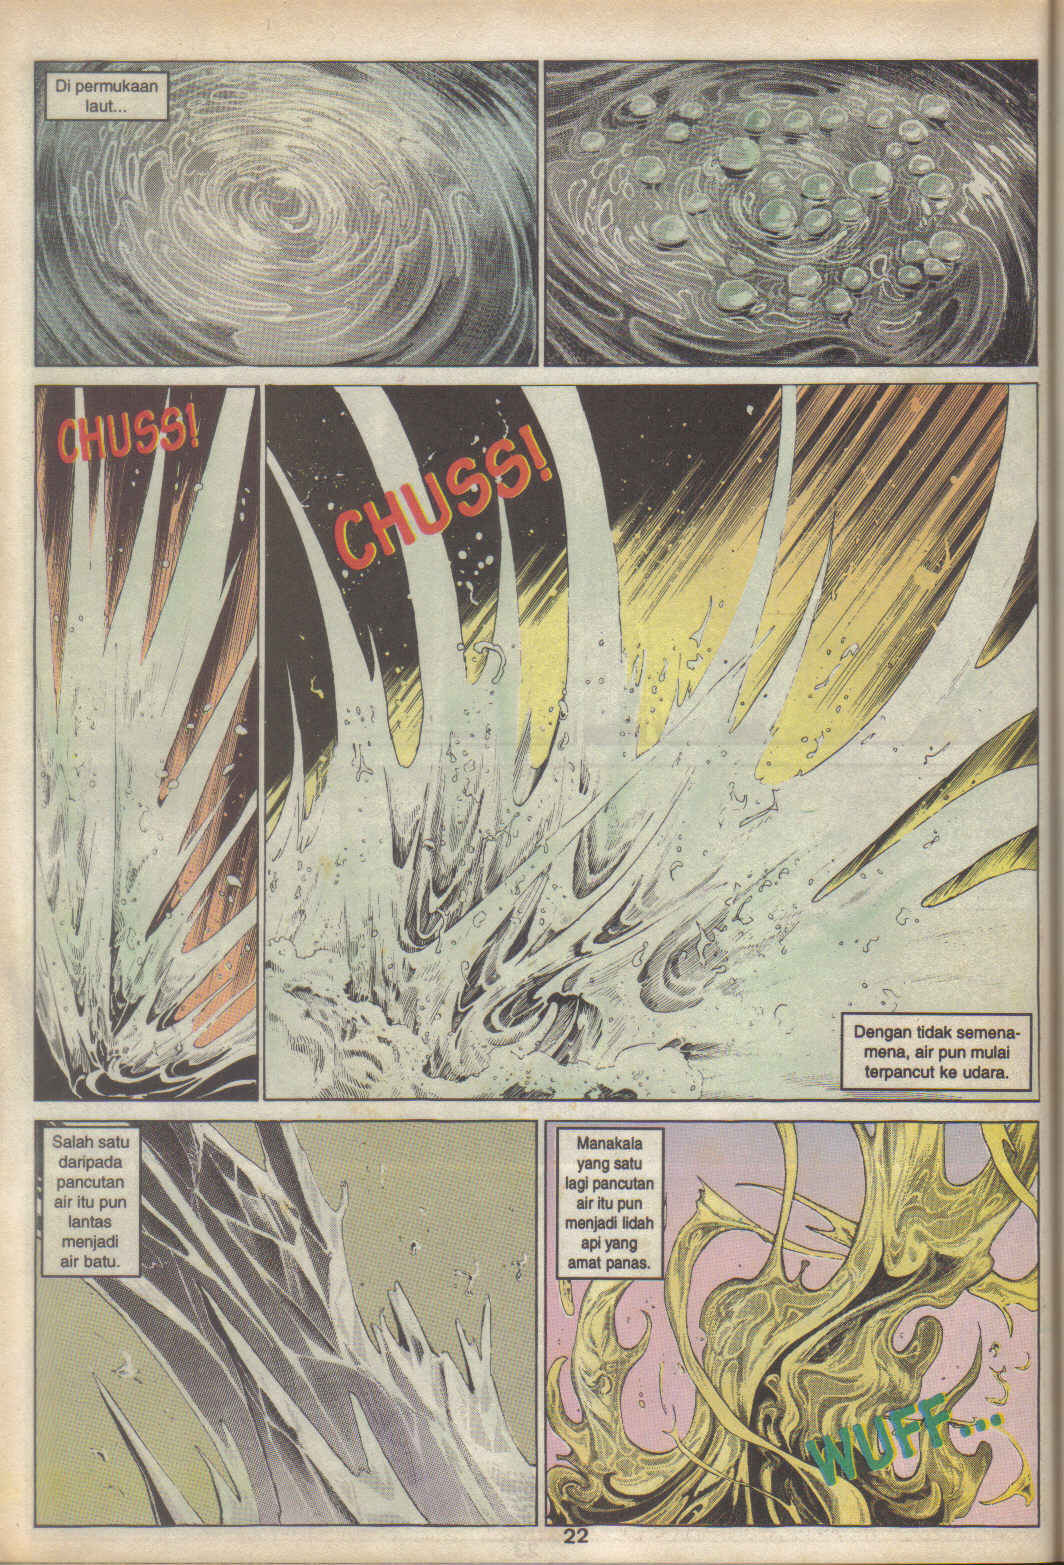 Di permukaan
laut...
CHUSS!
CHUSS!
Dengan tidak semena-
mena, air pun mulai
terpancut ke udara.
Salah satu
daripada
pancutan
air itu pun
lantas
menjadi
air batu.
Manakala
yang satu
lagi pancutan
air itu pun
menjadi lidah
api yang
amat panas.
WUFF...
22